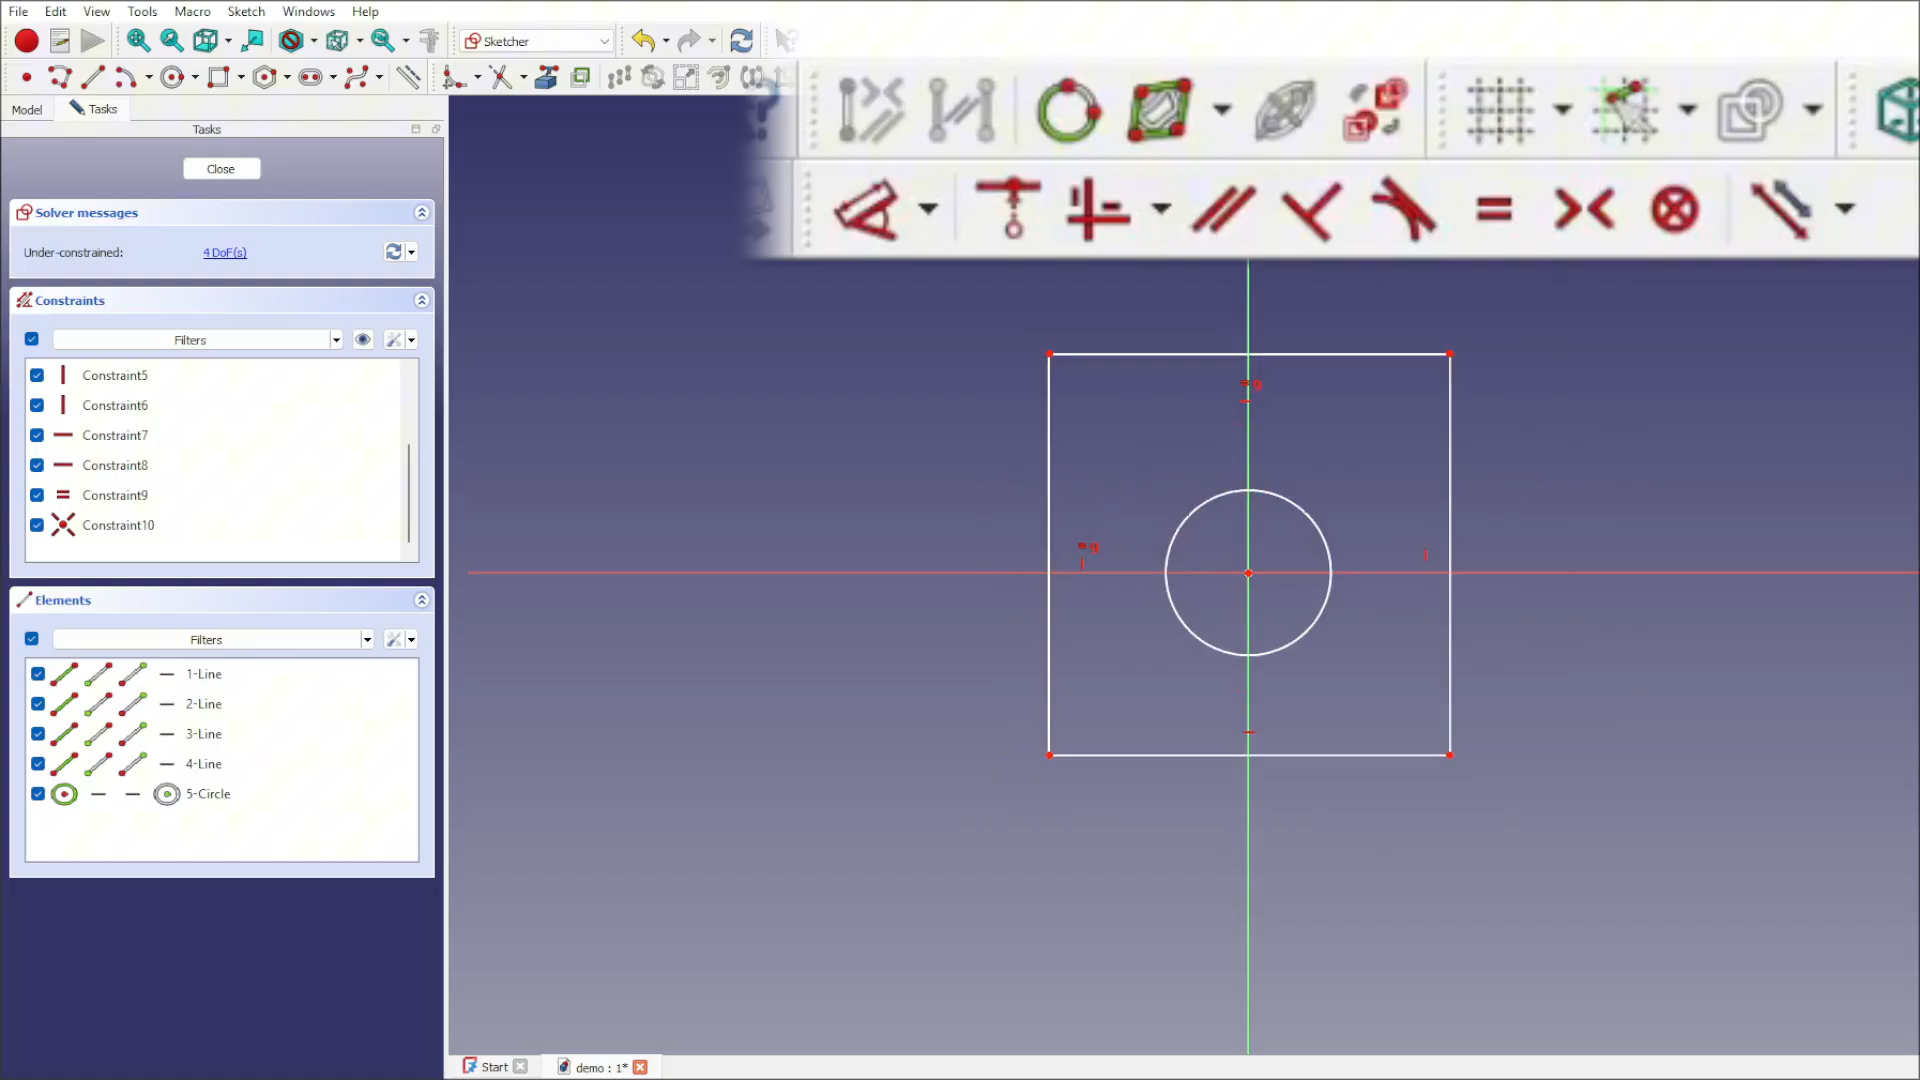 File Edit View Tools Macro Sketch Windows Help
Sketcher
Model Tasks
Tasks
Close
Solver messages
Under-constrained: 4 DoF(s)
Constraints
Filters
Constraint5
Constraint6
Constraint7
Constraint8
Constraint9
Constraint10
Elements
Filters
1-Line
2-Line
3-Line
4-Line
5-Circle
Start demo : 1*